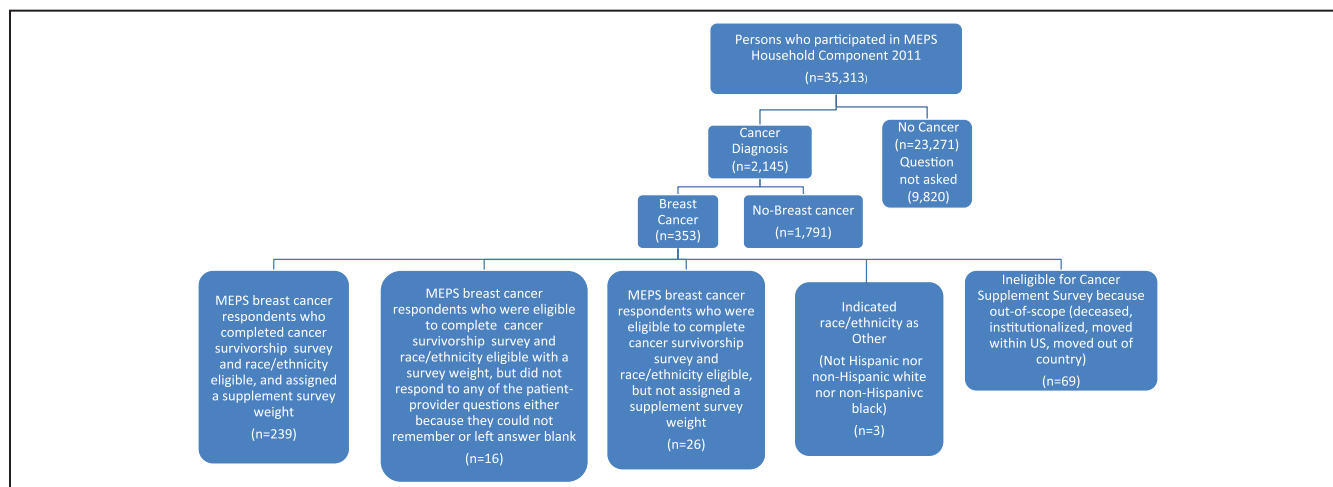 Persons who participated in MEPS
Household Component 2011
(n=35,313)
Cancer
Diagnosis
(n=2,145)
No Cancer
(n=23,271)
Question
not asked
(9,820)
Breast
Cancer
(n=353)
No-Breast cancer
(n=1,791)
MEPS breast cancer
respondents who
completed cancer
survivorship survey
and race/ethnicity
eligible, and assigned
a supplement survey
weight
(n=239)
MEPS breast cancer
respondents who were eligible
to complete cancer
survivorship survey and
race/ethnicity eligible with a
survey weight, but did not
respond to any of the patient-
provider questions either
because they could not
remember or left answer blank
(n=16)
MEPS breast cancer
respondents who were
eligible to complete
cancer survivorship
survey and
race/ethnicity eligible,
but not assigned a
supplement survey
weight
(n=26)
Indicated
race/ethnicity as
Other
(Not Hispanic nor
non-Hispanic white
nor non-Hispanivc
black)
(n=3)
Ineligible for Cancer
Supplement Survey because
out-of-scope (deceased,
institutionalized, moved
within US, moved out of
country)
(n=69)